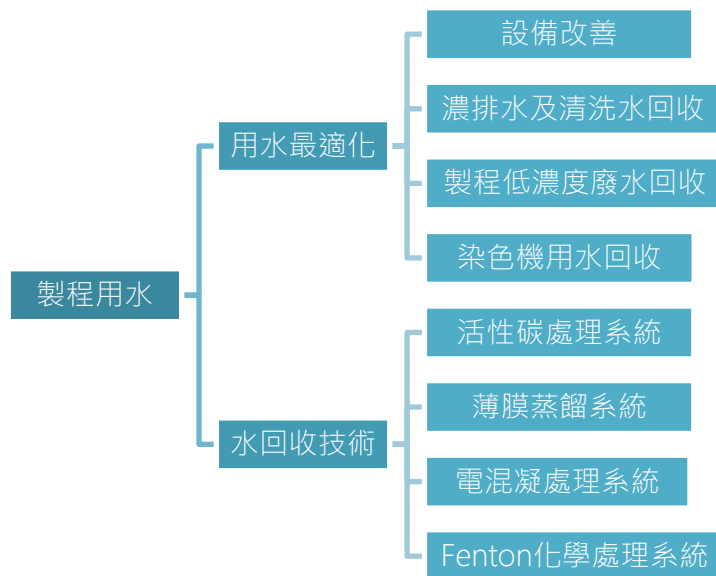 製程用水
用水最適化
設備改善
濃排水及清洗水回收
製程低濃度廢水回收
染色機用水回收
水回收技術
活性碳處理系統
薄膜蒸餾系統
電混凝處理系統
Fenton化學處理系統